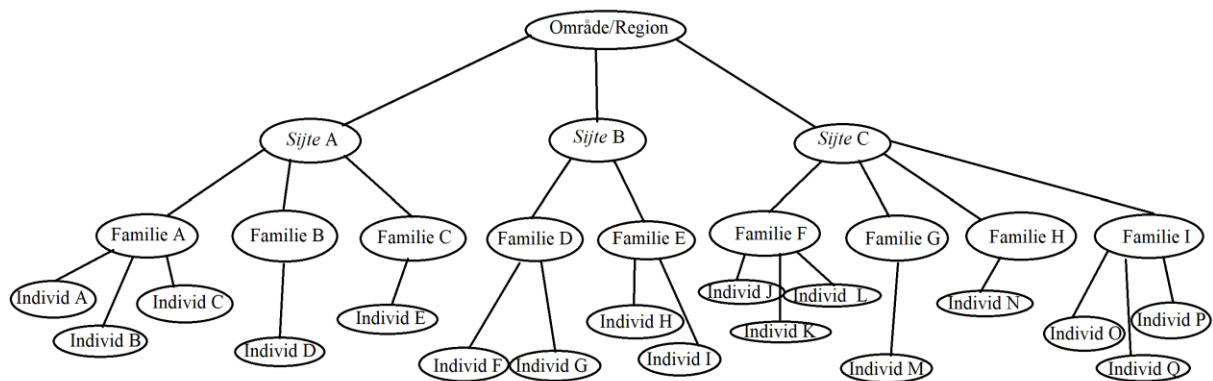 Område/Region
Sijte A
Sijte B
Sijte C
Familie A
Familie B
Familie C
Familie D
Familie E
Familie F
Familie G
Familie H
Familie I
Individ A
Individ B
Individ C
Individ D
Individ E
Individ F
Individ G
Individ H
Individ I
Individ J
Individ K
Individ L
Individ M
Individ N
Individ O
Individ Q
Individ P